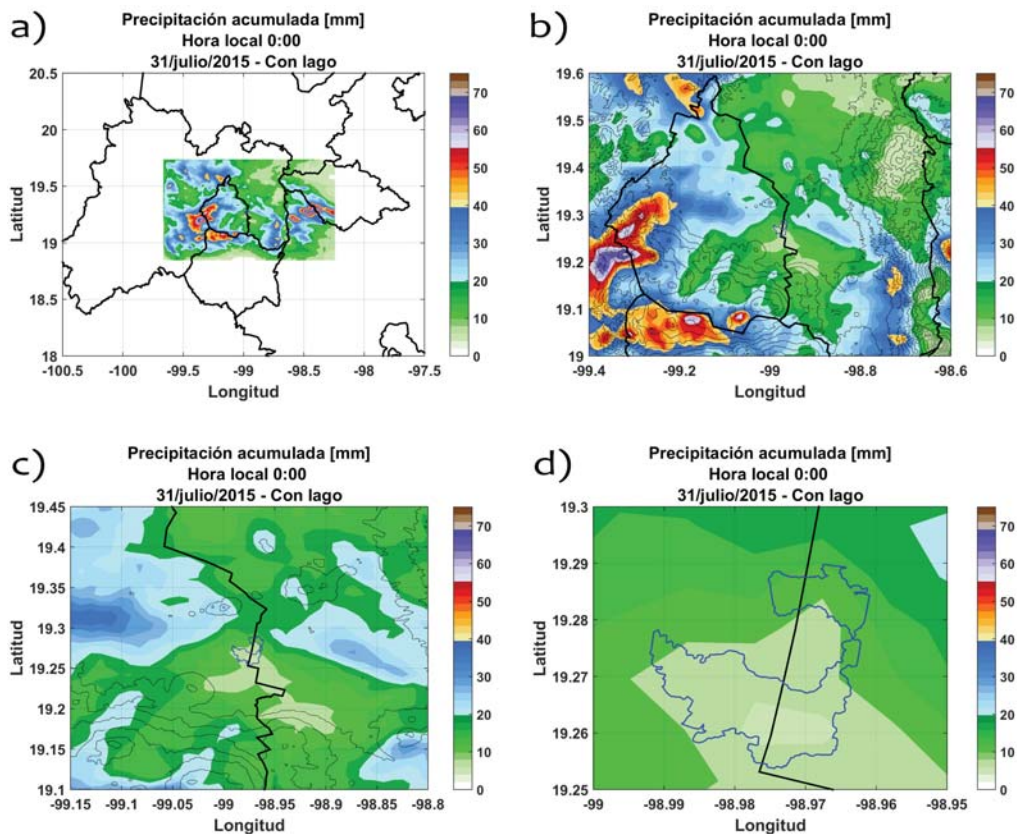 a)
Precipitación acumulada [mm]
Hora local 0:00
31/julio/2015 - Con lago
20.5
20
19.5
19
18.5
18
Latitud
-100.5 -100 -99.5 -99 -98.5 -98 -97.5
Longitud
70
60
50
40
30
20
10
0
b)
Precipitación acumulada [mm]
Hora local 0:00
31/julio/2015 - Con lago
19.6
19.5
19.4
19.3
19.2
19.1
19
Latitud
-99.4 -99.2 -99 -98.8 -98.6
Longitud
70
60
50
40
30
20
10
0
c)
Precipitación acumulada [mm]
Hora local 0:00
31/julio/2015 - Con lago
19.45
19.4
19.35
19.3
19.25
19.2
19.15
19.1
Latitud
-99.15 -99.1 -99.05 -99 -98.95 -98.9 -98.85 -98.8
Longitud
70
60
50
40
30
20
10
0
d)
Precipitación acumulada [mm]
Hora local 0:00
31/julio/2015 - Con lago
19.3
19.29
19.28
19.27
19.26
19.25
Latitud
-99 -98.99 -98.98 -98.97 -98.96 -98.95
Longitud
70
60
50
40
30
20
10
0